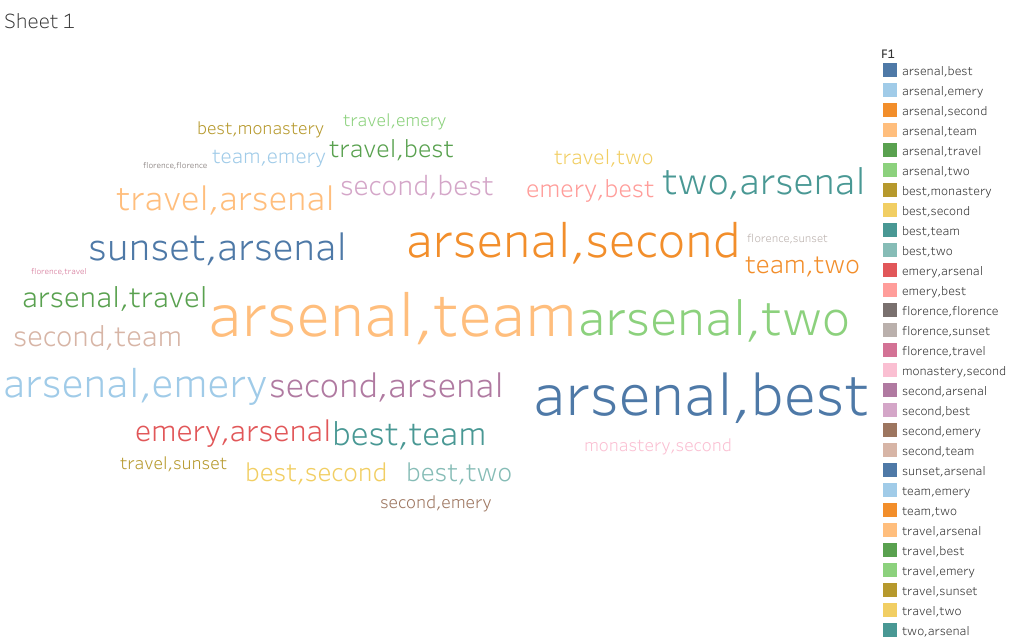 Sheet 1
best,monastery
travel,emery
florence,florence
team,emery
travel,best
travel,two
travel,arsenal
second,best
emery,best
two,arsenal
sunset,arsenal
arsenal,second
florence,sunset
team,two
florence,travel
arsenal,travel
arsenal,team
arsenal,two
second,team
arsenal,emery
second,arsenal
arsenal,best
emery,arsenal
best,team
monastery,second
travel,sunset
best,second
best,two
second,emery
F1
arsenal,best
arsenal,emery
arsenal,second
arsenal,team
arsenal,travel
arsenal,two
best,monastery
best,second
best,team
best,two
emery,arsenal
emery,best
florence,florence
florence,sunset
florence,travel
monastery,second
second,arsenal
second,best
second,emery
second,team
sunset,arsenal
team,emery
team,two
travel,arsenal
travel,best
travel,emery
travel,sunset
travel,two
two,arsenal